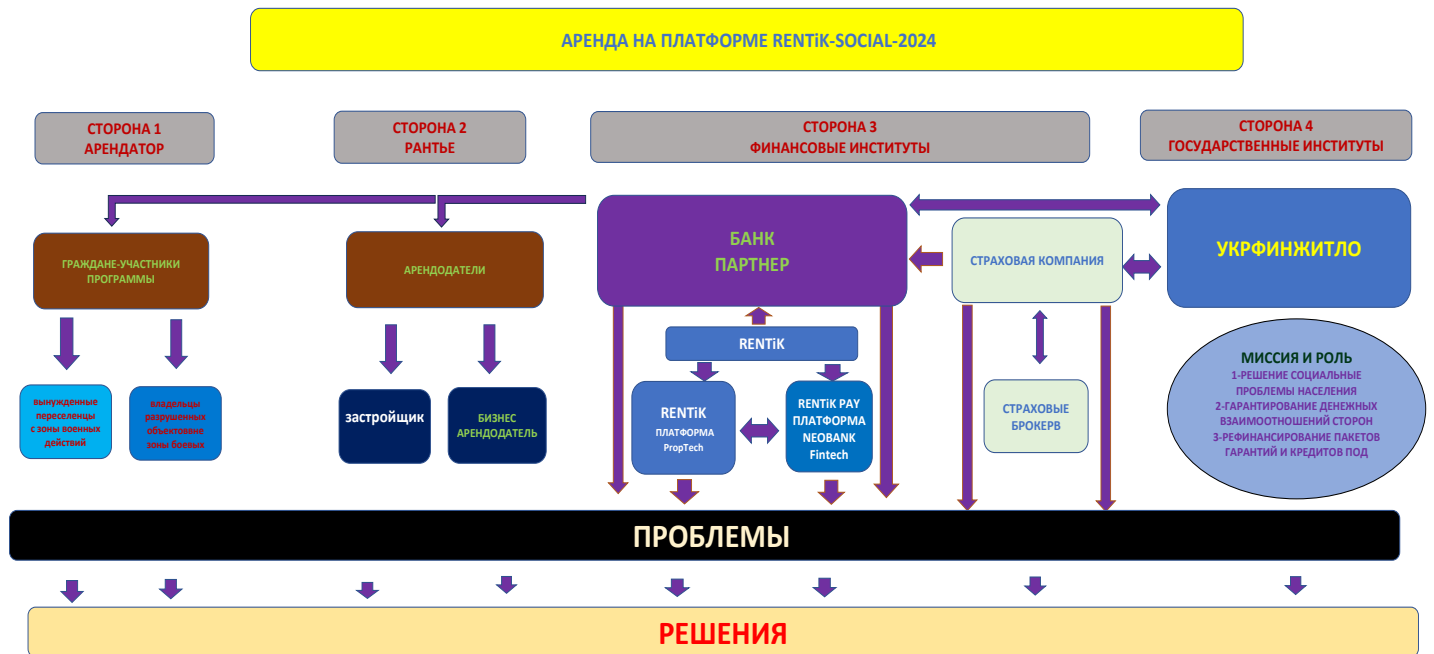 АРЕНДА НА ПЛАТФОРМЕ RENTiK-SOCIAL-2024
СТОРОНА 1
АРЕНДАТОР
СТОРОНА 2
РАНТЬЕ
СТОРОНА 3
ФИНАНСОВЫЕ ИНСТИТУТЫ
СТОРОНА 4
ГОСУДАРСТВЕННЫЕ ИНСТИТУТЫ
ГРАЖДАНЕ-УЧАСТНИКИ
ПРОГРАММЫ
АРЕНДОДАТЕЛИ
БАНК
ПАРТНЕР
СТРАХОВАЯ КОМПАНИЯ
УКРФИНЖИТЛО
RENTiK
вынужденные
переселенцы
с зоны военных
действий
владельцы
разрушенных
объектовпе
зоны боевых
застройщик
БИЗНЕС
АРЕНДОДАТЕЛЬ
RENTiK
ПЛАТФОРМА
PropTech
RENTiK PAY
ПЛАТФОРМА
NEOBANK
Fintech
СТРАХОВЫЕ
БРОКЕРВ
МИССИЯ И РОЛЬ
1-РЕШЕНИЕ СОЦИАЛЬНЫЕ
ПРОБЛЕМЫ НАСЕЛЕНИЯ
2-ГАРАНТИРОВАНИЕ ДЕНЕЖНЫХ
ВЗАИМООТНОШЕНИЙ СТОРОН
3-РЕФИНАНСИРОВАНИЕ ПАКЕТОВ
ГАРАНТИЙ И КРЕДИТОВ ПОД
ПРОБЛЕМЫ
РЕШЕНИЯ